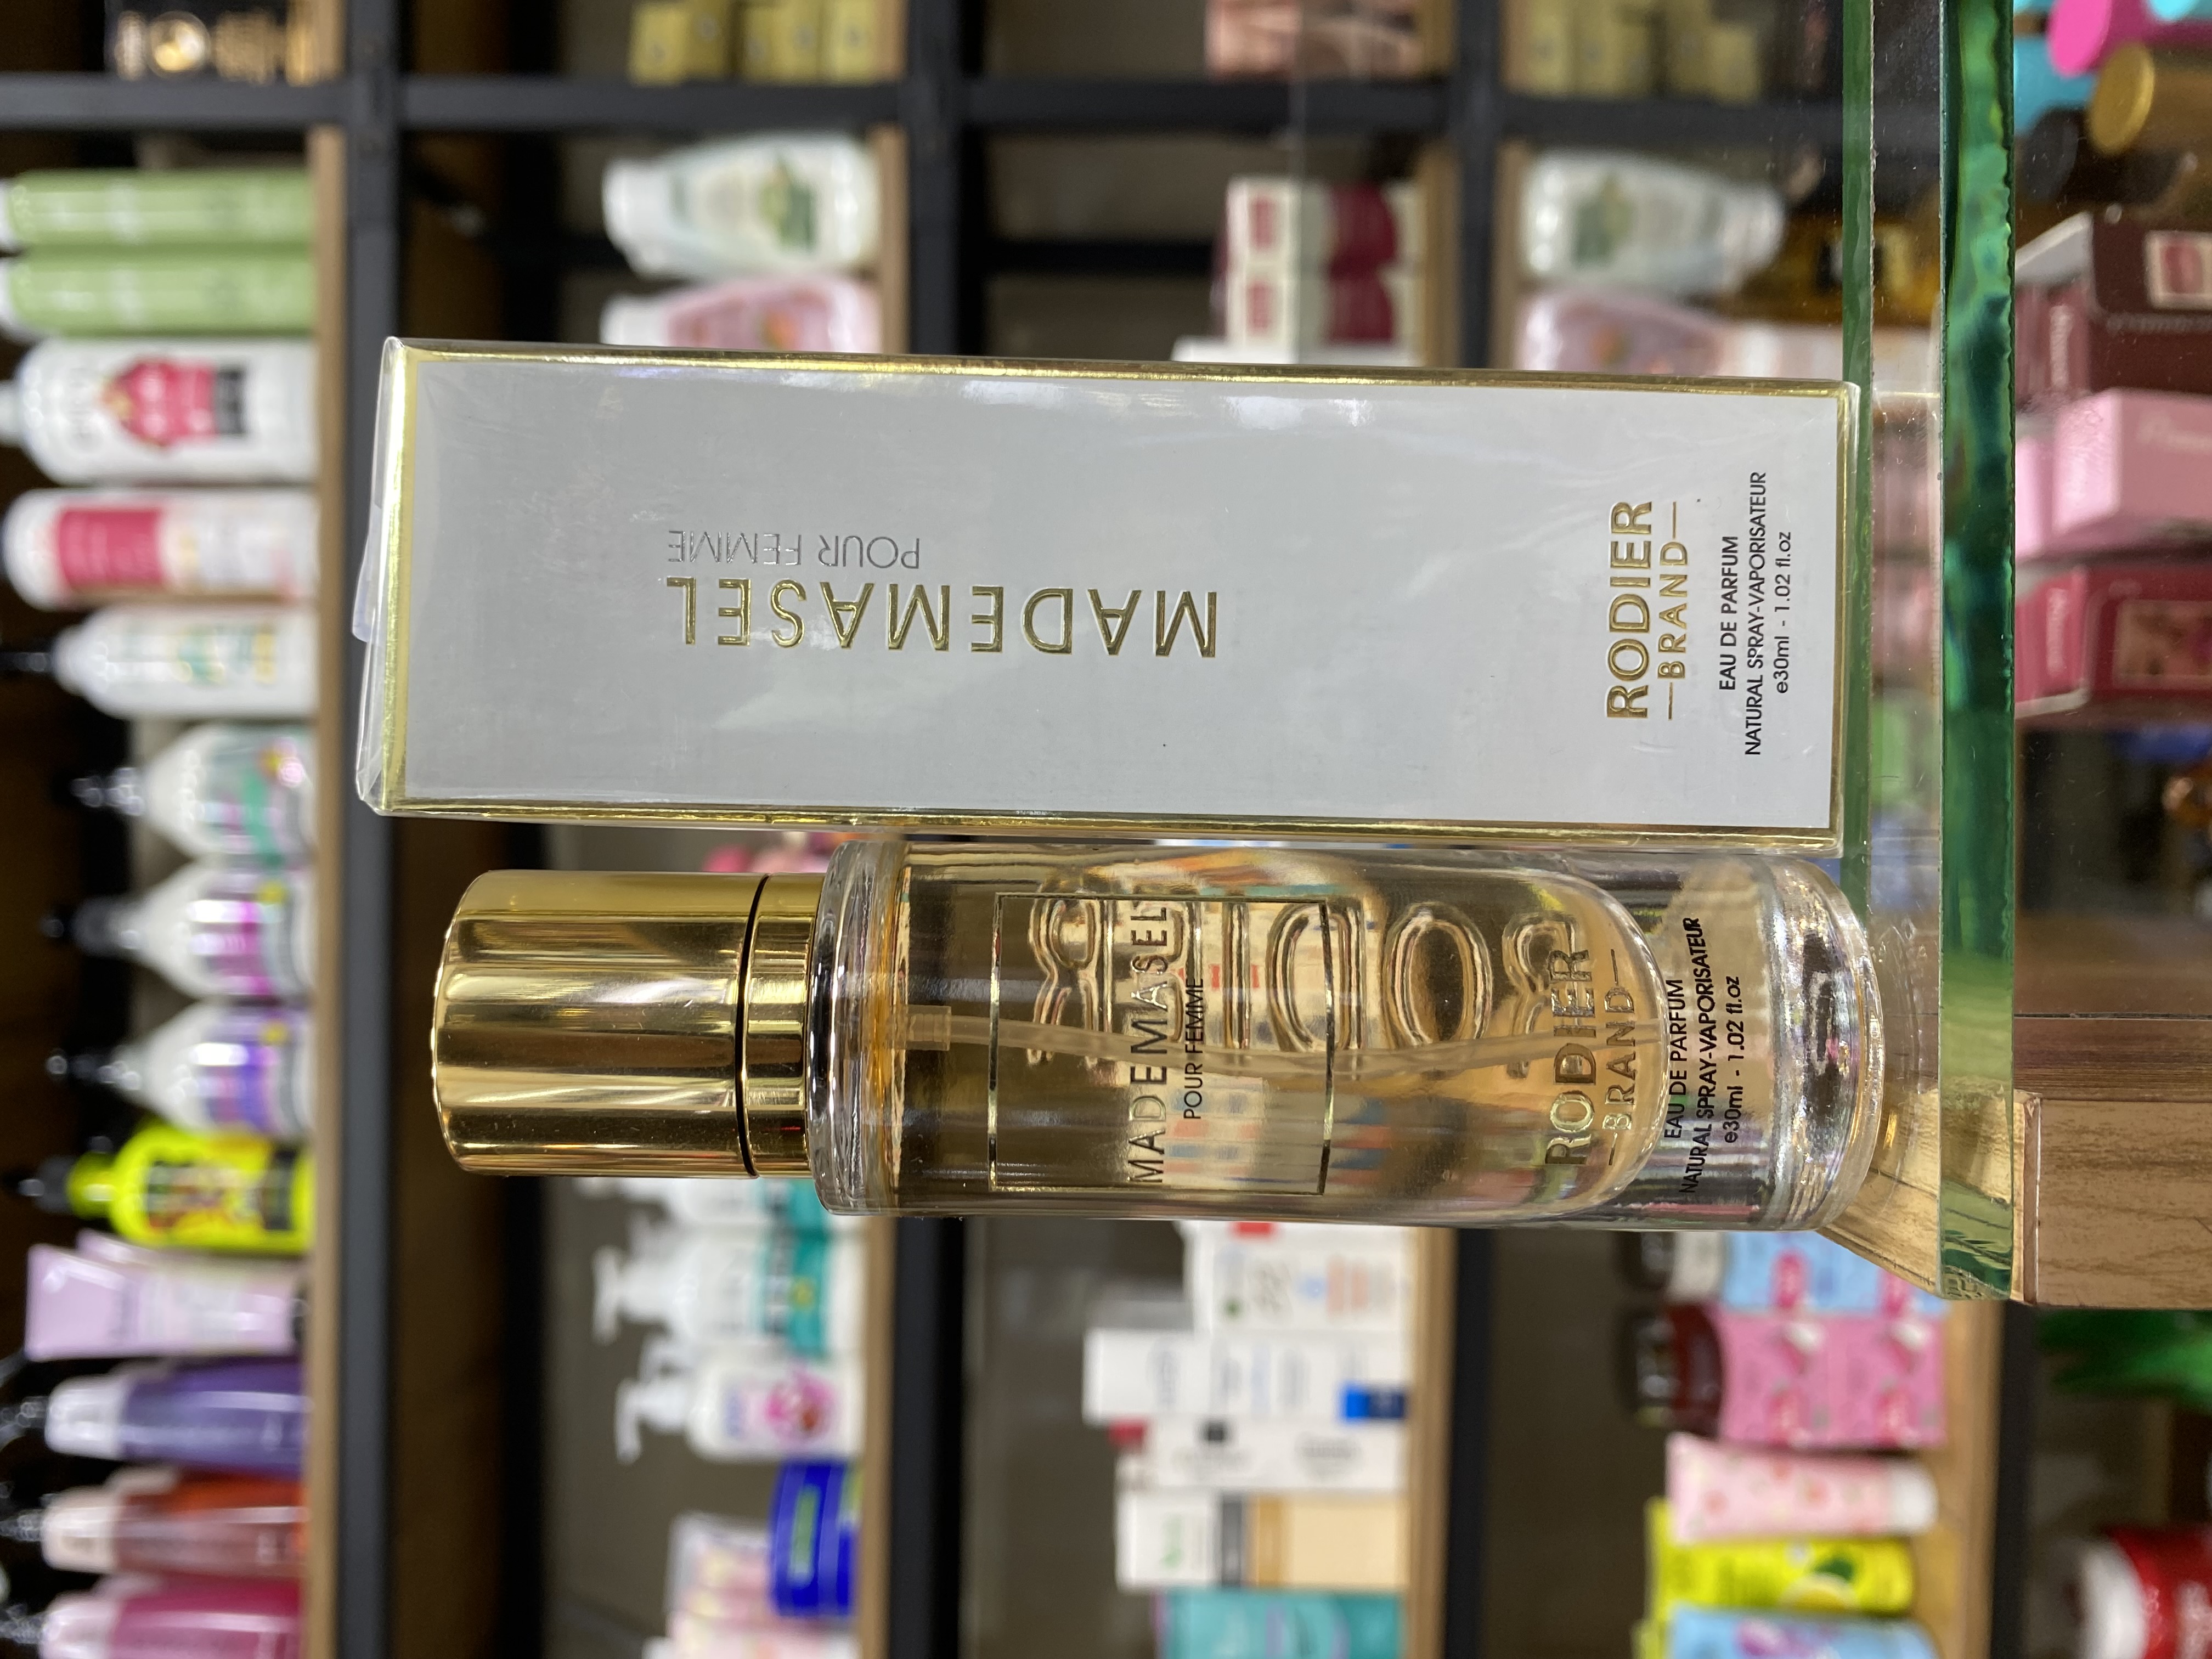 MADEMASEL
POUR FEMME
RODIER
BRAND
EAU DE PARFUM
NATURAL SPRAY-VAPORISATEUR
e30ml - 1.02 fl.oz
MADEMASEL
POUR FEMME
RODIER
RODIER
BRAND
EAU DE PARFUM
NATURAL SPRAY-VAPORISATEUR
e30ml - 1.02 fl.oz